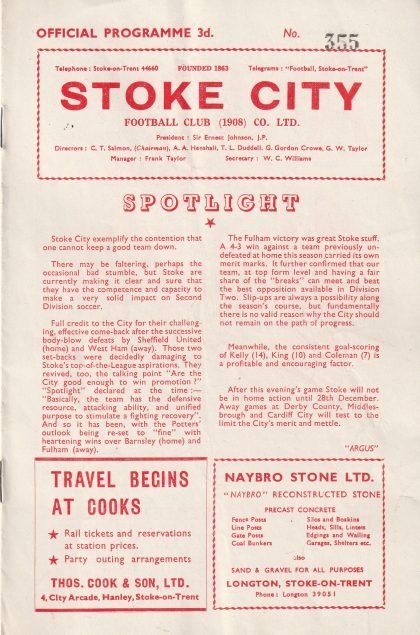 OFFICIAL PROGRAMME 3d. No. 355
Telephone : Stoke-on-Trent 44660 FOUNDED 1863 Telegrams : "Football, Stoke-on-Trent"
STOKE CITY
FOOTBALL CLUB (1908) CO. LTD.
President : Sir Ernest Johnson, J.P.
Directors : C. T. Salmon, (Chairman), A. A. Henshall, T. L. Duddell. G. Gordon Crowe, G. W. Taylor
Manager : Frank Taylor Secretary : W. C. Williams
SPOTLIGHT
Stoke City exemplify the contention that
one cannot keep a good team down.
There may be faltering, perhaps the
occasional bad stumble, but Stoke are
currently making it clear and sure that
they have the competence and capacity to
make a very solid impact on Second
Division soccer.
Full credit to the City for their challeng-
ing, effective come-back after the successive
body-blow defeats by Sheffield United
(home) and West Ham (away). Those two
set-backs were decidedly damaging to
Stoke's top-of-the-League aspirations. They
revived, too, the talking point "Are the
City good enough to win promotion ?"
"Spotlight" declared at the time:—
"Basically, the team has the defensive
resource, attacking ability, and unified
purpose to stimulate a fighting recovery".
And so it has been, with the Potters'
outlook being re-set to "fine" with
heartening wins over Barnsley (home) and
Fulham (away).
The Fulham victory was great Stoke stuff.
A 4-3 win against a team previously un-
defeated at home this season carried its own
merit marks. It further confirmed that our
team, at top form level and having a fair
share of the "breaks" can meet and beat
the best opposition available in Division
Two. Slip-ups are always a possibility along
the season's course, but fundamentally
there is no valid reason why the City should
not remain on the path of progress.
Meanwhile, the consistent goal-scoring
of Kelly (14), King (10) and Coleman (7) is
a profitable and encouraging factor.
After this evening's game Stoke will not
be in home action until 28th December.
Away games at Derby County, Middles-
brough and Cardiff City will test to the
limit the City's merit and mettle.
"ARGUS"
TRAVEL BEGINS
AT COOKS
Rail tickets and reservations
at station prices.
Party outing arrangements
THOS. COOK & SON, LTD.
4, City Arcade, Hanley, Stoke-on-Trent
NAYBRO STONE LTD.
"NAYBRO" RECONSTRUCTED STONE
PRECAST CONCRETE
Fence Posts Silos and Boskins
Line Posts Heads, Sills, Lintels
Gate Posts Edgings and Walling
Coal Bunkers Garages, Shelters etc.
also
SAND & GRAVEL FOR ALL PURPOSES
LONGTON, STOKE-ON-TRENT
Phone : Longton 39051